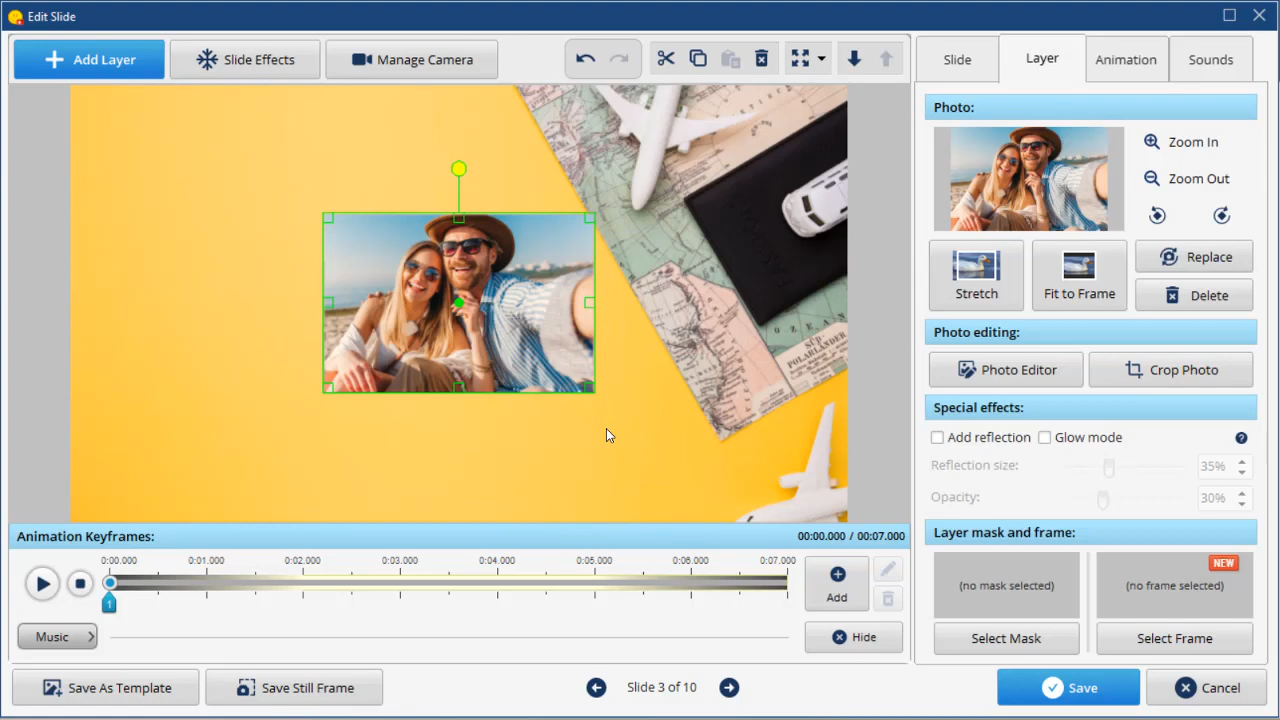 Edit Slide
Add Layer
Slide Effects
Manage Camera
Slide
Layer
Animation
Sounds
Photo:
Zoom In
Zoom Out
Stretch
Fit to Frame
Replace
Delete
Photo editing:
Photo Editor
Crop Photo
Special effects:
Add reflection
Glow mode
?
Reflection size:
35%
Opacity:
30%
Layer mask and frame:
NEW
(no mask selected)
(no frame selected)
Select Mask
Select Frame
OZEAN
SÜD-
POLARLÄNDER
Animation Keyframes:
00:00.000 / 00:07.000
0:00.000
0:01.000
0:02.000
0:03.000
0:04.000
0:05.000
0:06.000
0:07.000
1
Add
Music
Hide
Save As Template
Save Still Frame
Slide 3 of 10
Save
Cancel